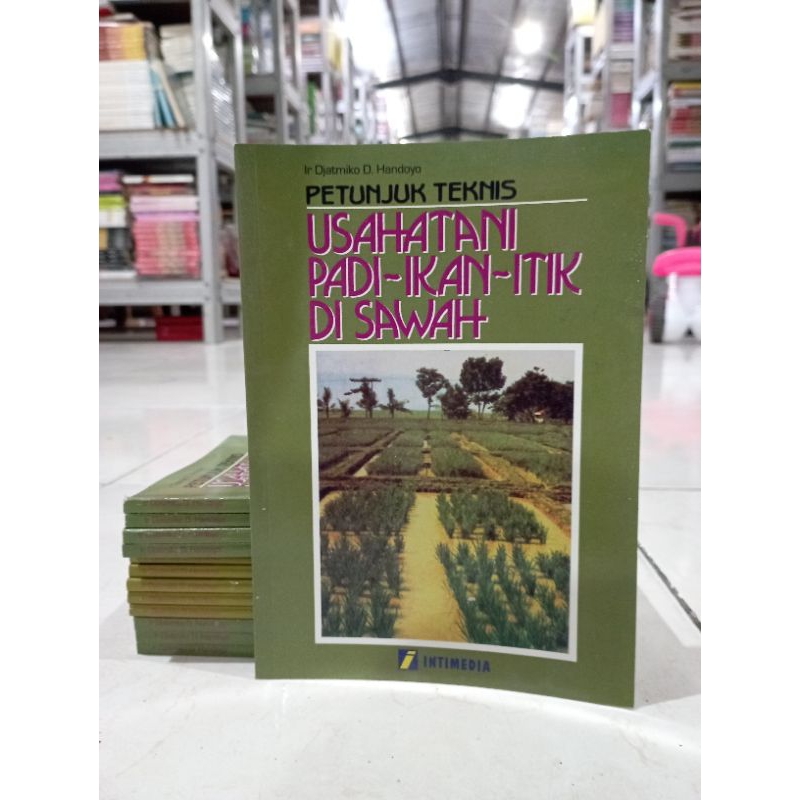 Ir Djatmiko D. Handoyo
PETUNJUK TEKNIS
USAHATANI
PADI-IKAN-ITIK
DI SAWAH
INTIMEDIA